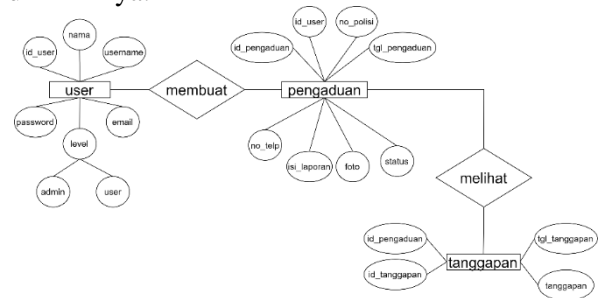 nama
id_user
username
user
password
email
level
admin
user
membuat
id_user
no_polisi
id_pengaduan
tgl_pengaduan
pengaduan
no_telp
isi_laporan
foto
status
melihat
id_pengaduan
tgl_tanggapan
tanggapan
id_tanggapan
tanggapan